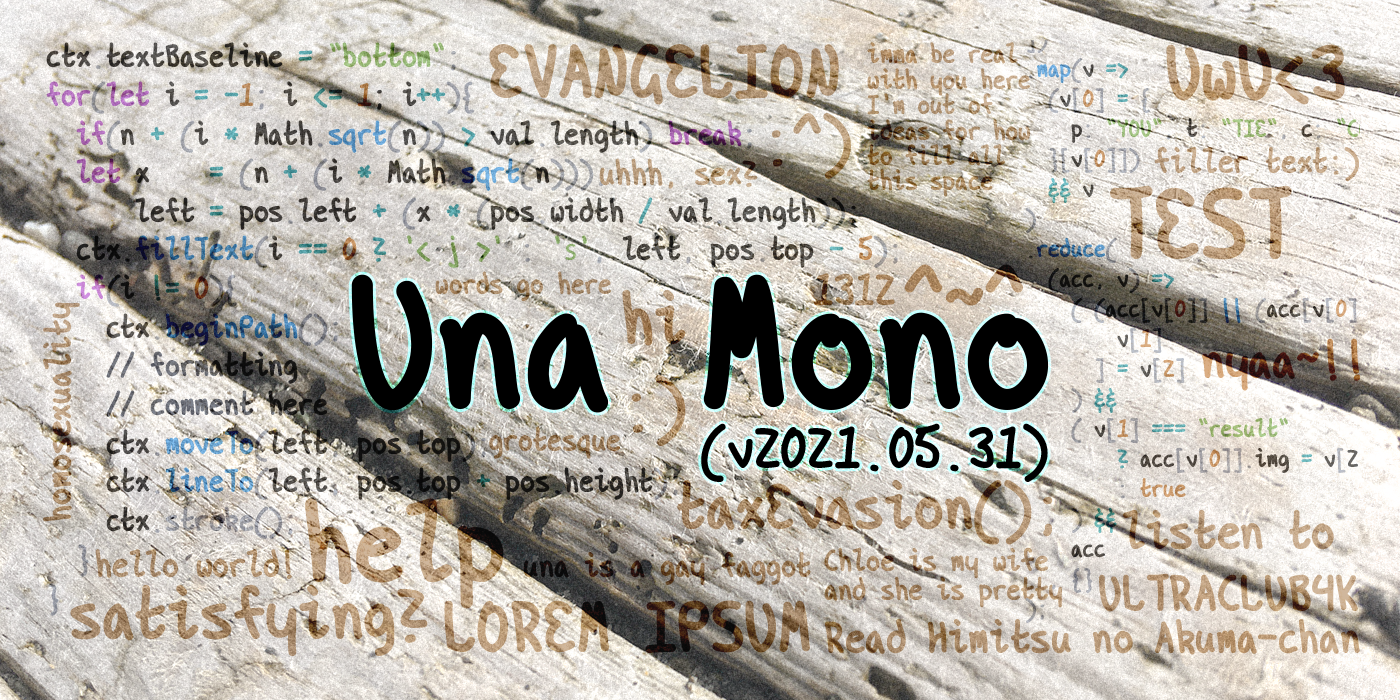 ctx textBaseline = "bottom";
for(let i = -1; i <= 1; i++){
if(n + (i * Math.sqrt(n)) > val.length) break;
let x = (n + (i * Math.sqrt(n)))
left = pos.left + (x * (pos.width / val.length));
ctx.fillText(i == 0 ? '< j >' : 's', left, pos.top - 5);
if(i != 0){
ctx.beginPath();
// formatting
// comment here
ctx.moveTo(left, pos.top)
ctx.lineTo(left, pos.top + pos.height)
ctx.stroke()
}
}
EVANGELION
:^)
uhhh, sex?
imma be real
with you here
I'm out of
ideas for how
to fill all
this space
UwU<3
map(v =>
(v[0] = {
p "YOU" t "TIE", c "C
}[v[0]])
filler text:)
&& v
TEST
)
.reduce(
(acc, v) =>
( (acc[v[0]] || (acc[v[0]
v[1]
] = v[2]
nyaa~!!
) &&
( v[1] === "result"
? acc[v[0]].img = v[2
true
) &&
acc
{}
words go here
hi
1312
^~^
Una Mono
:)
(v2021.05.31)
homosexuality
grotesque
taxEvasion();
help
listen to
ULTRACLUB4K
hello world!
una is a gay faggot
Chloe is my wife
and she is pretty
satisfying?
LOREM IPSUM
Read Himitsu no Akuma-chan